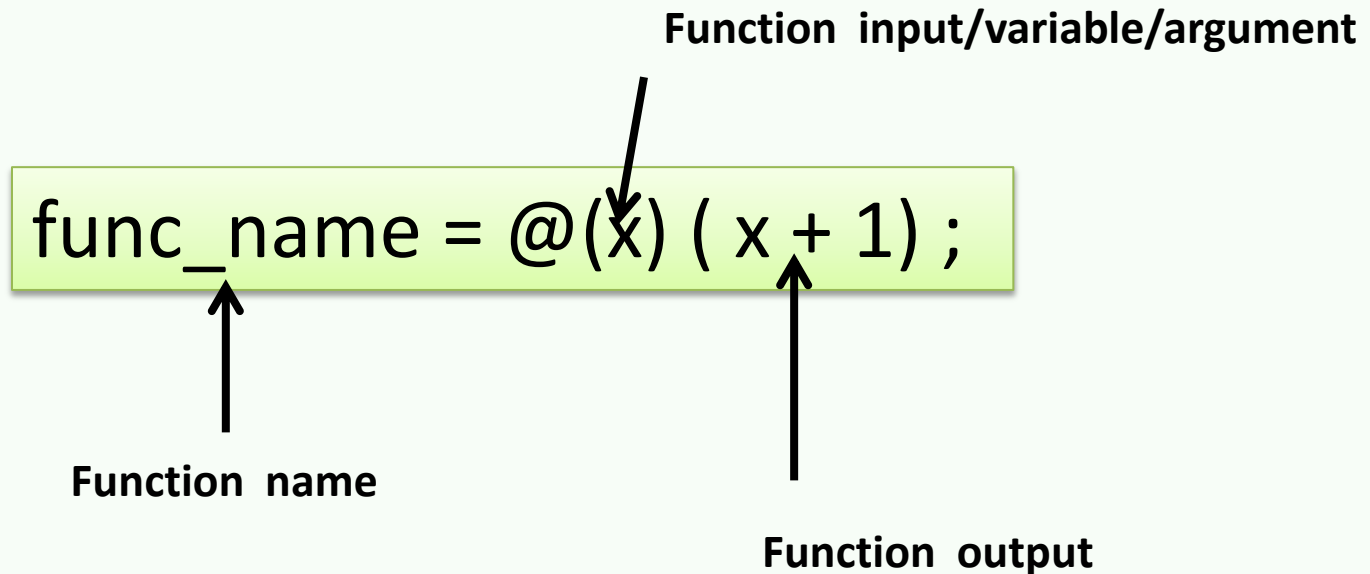 Function input/variable/argument
func_name = @(x) ( x + 1) ;
Function name
Function output